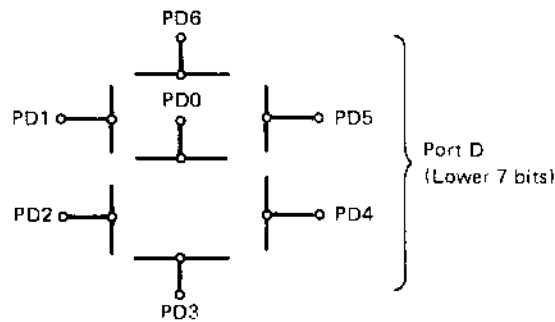 PD6
PD0
PD1
PD5
Port D
(Lower 7 bits)
PD2
PD4
PD3